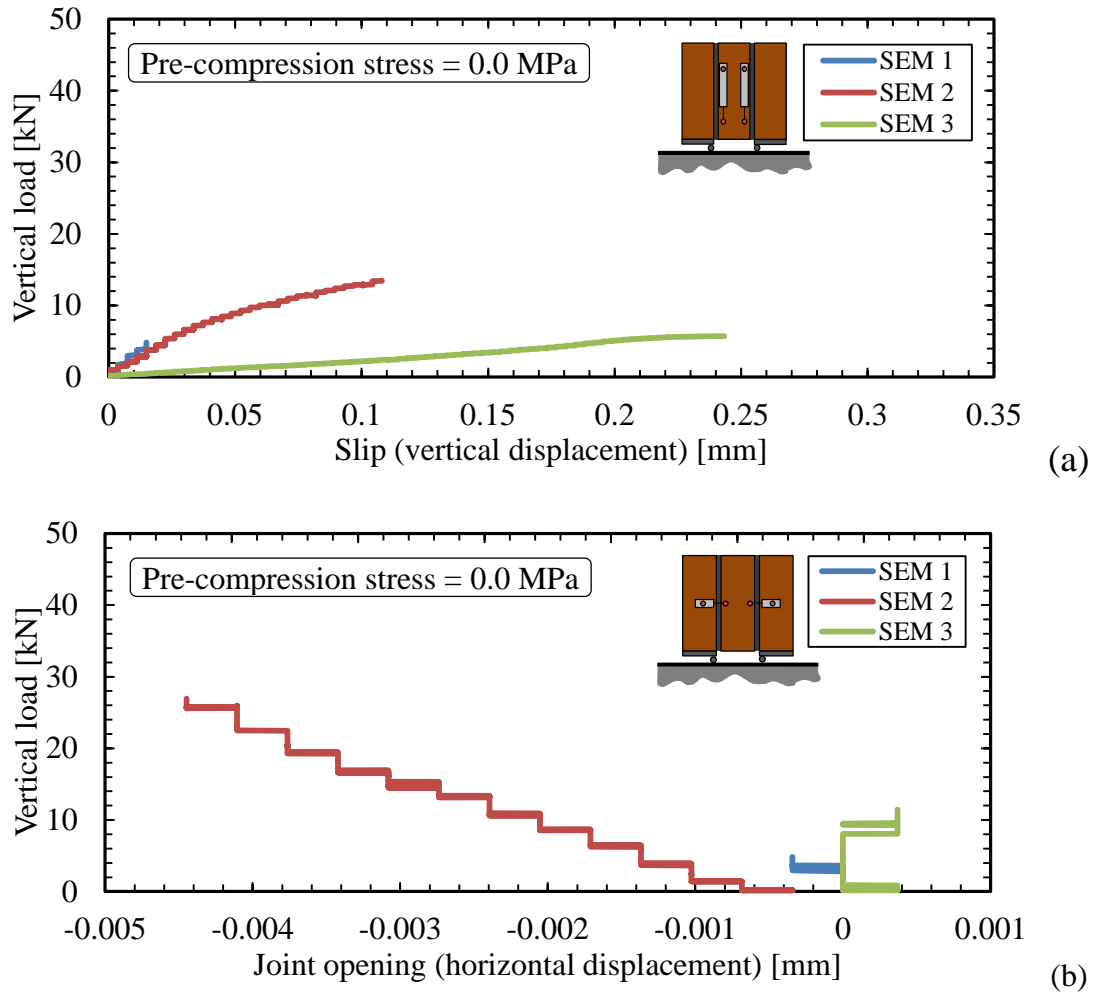 50
Pre-compression stress = 0.0 MPa
SEM 1
40
SEM 2
SEM 3
30
Vertical load [kN]
20
10
0
0 0.05 0.1 0.15 0.2 0.25 0.3 0.35
Slip (vertical displacement) [mm]
(a)
50
Pre-compression stress = 0.0 MPa
SEM 1
40
SEM 2
SEM 3
30
Vertical load [kN]
20
10
0
-0.005 -0.004 -0.003 -0.002 -0.001 0 0.001
Joint opening (horizontal displacement) [mm]
(b)